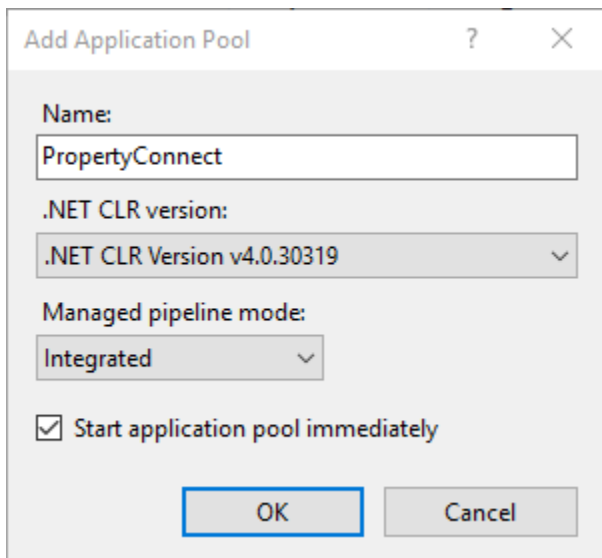 Add Application Pool ?
Name:
PropertyConnect
.NET CLR version:
.NET CLR Version v4.0.30319
Managed pipeline mode:
Integrated
Start application pool immediately
OK Cancel